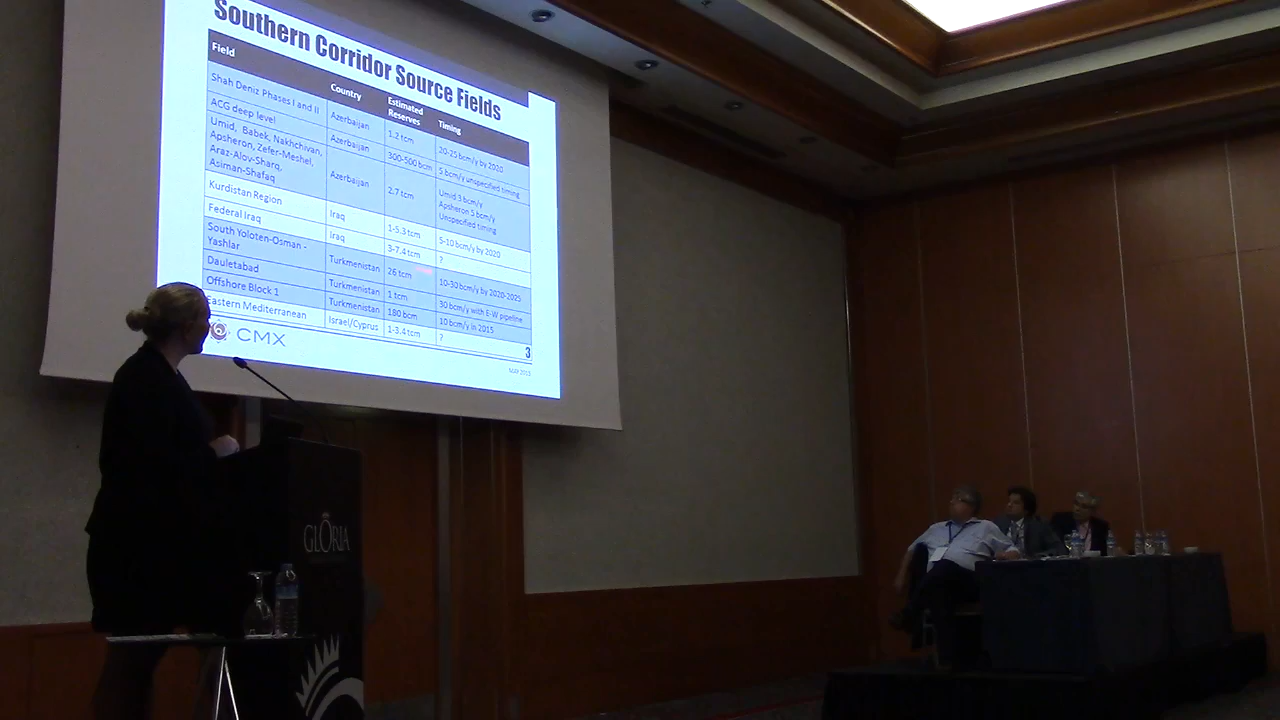 Southern Corridor Source Fields
Field Country Estimated Reserves Timing
Shah Deniz Phases I and II Azerbaijan 1.2 tcm 20-25 bcm/y by 2020
ACG deep level Azerbaijan 300-500 bcm 5 bcm/y unspecified timing
Umid, Babek, Nakhchivan,
Apsheron, Zefer-Meshel,
Araz-Alov-Sharq,
Asiman-Shafaq
Azerbaijan
2.7 tcm
Umid 3 bcm/y
Apsheron 5 bcm/y
Unspecified timing
Kurdistan Region Iraq 1-5.3 tcm 5-10 bcm/y by 2020
Federal Iraq Iraq 3-7.4 tcm ?
South Yoloten-Osman -
Yashlar
Turkmenistan 26 tcm 10-30 bcm/y by 2020-2025
Dauletabad Turkmenistan 1 tcm 30 bcm/y with E-W pipeline
Offshore Block 1 Turkmenistan 180 bcm 10 bcm/y in 2015
Eastern Mediterranean Israel/Cyprus 1-3.4 tcm ?
CMX
3
MAY 2013
GLORIA